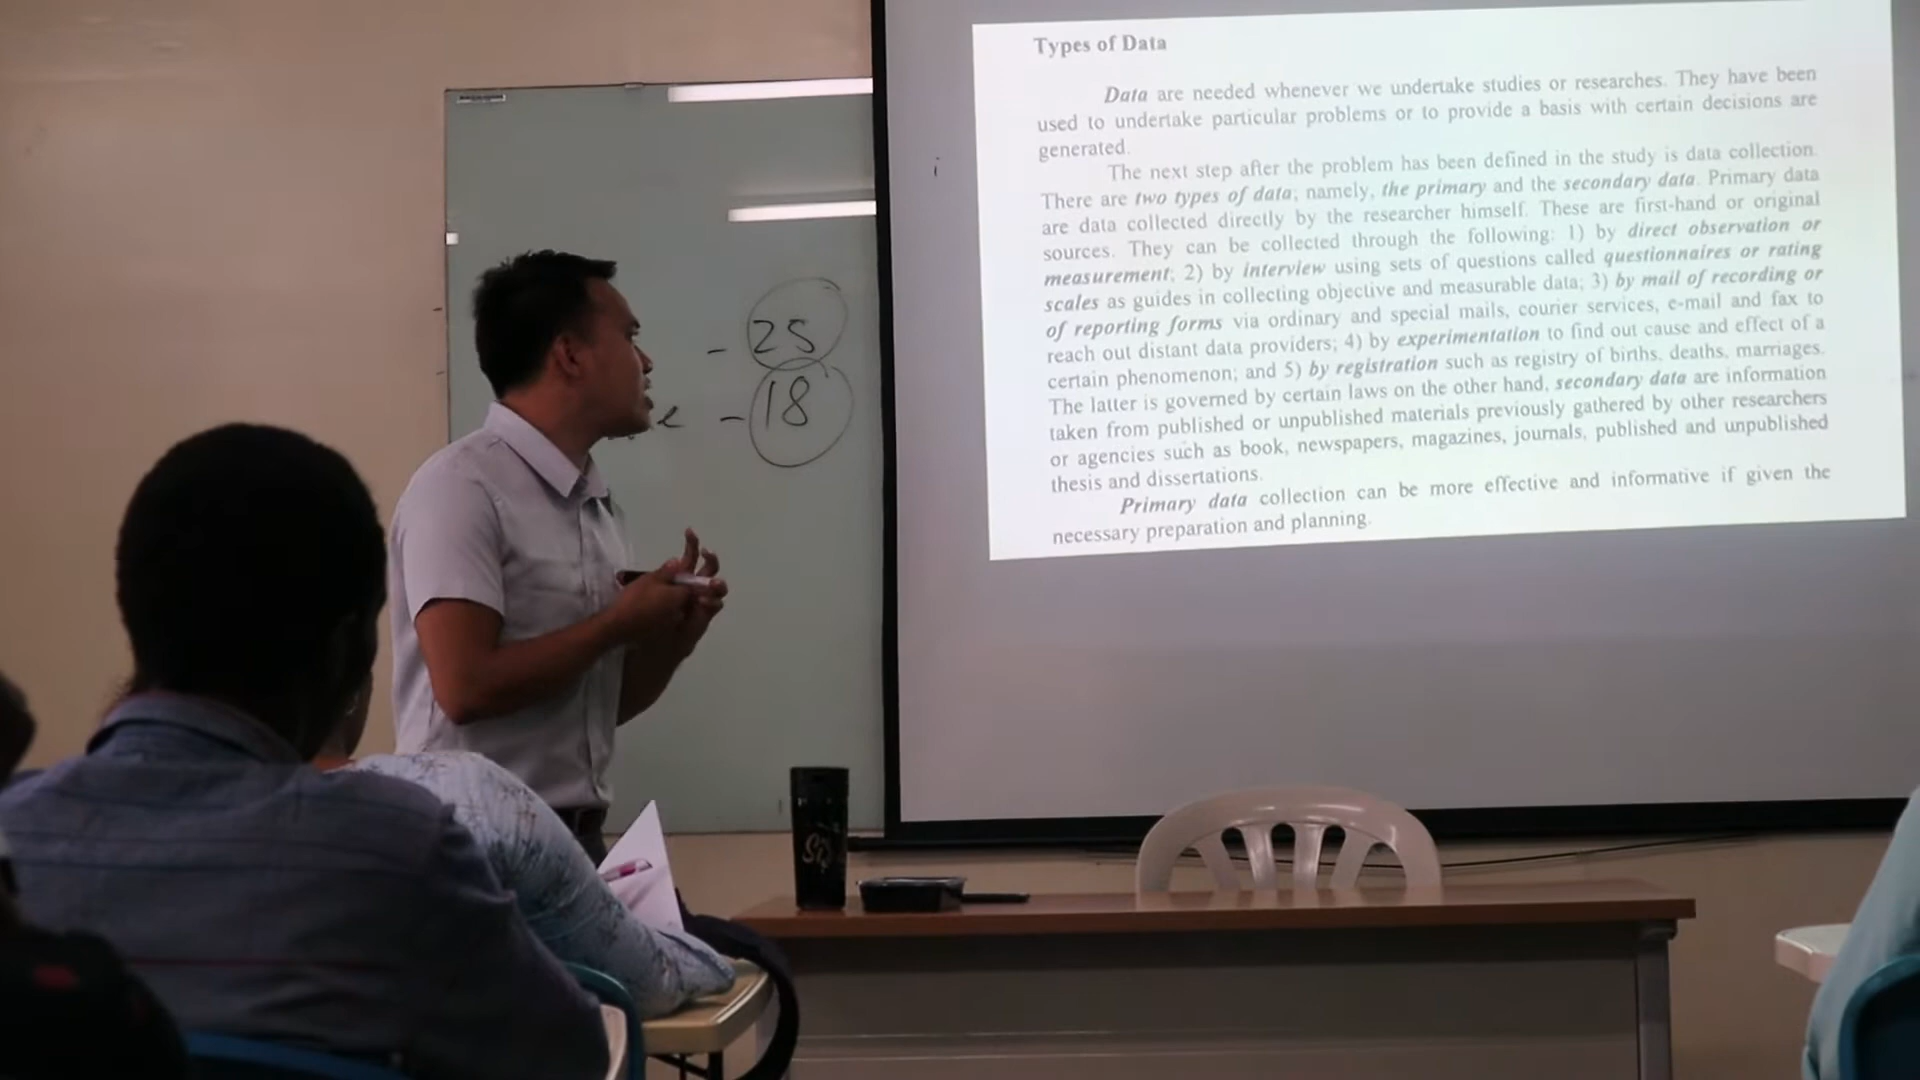 Types of Data
Data are needed whenever we undertake studies or researches. They have been
used to undertake particular problems or to provide a basis with certain decisions are
generated.
The next step after the problem has been defined in the study is data collection.
There are two types of data; namely, the primary and the secondary data. Primary data
are data collected directly by the researcher himself. These are first-hand or original
sources. They can be collected through the following: 1) by direct observation or
measurement; 2) by interview using sets of questions called questionnaires or rating
scales as guides in collecting objective and measurable data; 3) by mail of recording or
of reporting forms via ordinary and special mails, courier services, e-mail and fax to
reach out distant data providers; 4) by experimentation to find out cause and effect of a
certain phenomenon; and 5) by registration such as registry of births, deaths, marriages.
The latter is governed by certain laws on the other hand, secondary data are information
taken from published or unpublished materials previously gathered by other researchers
or agencies such as book, newspapers, magazines, journals, published and unpublished
thesis and dissertations.
Primary data collection can be more effective and informative if given the
necessary preparation and planning.
- 25
- 18